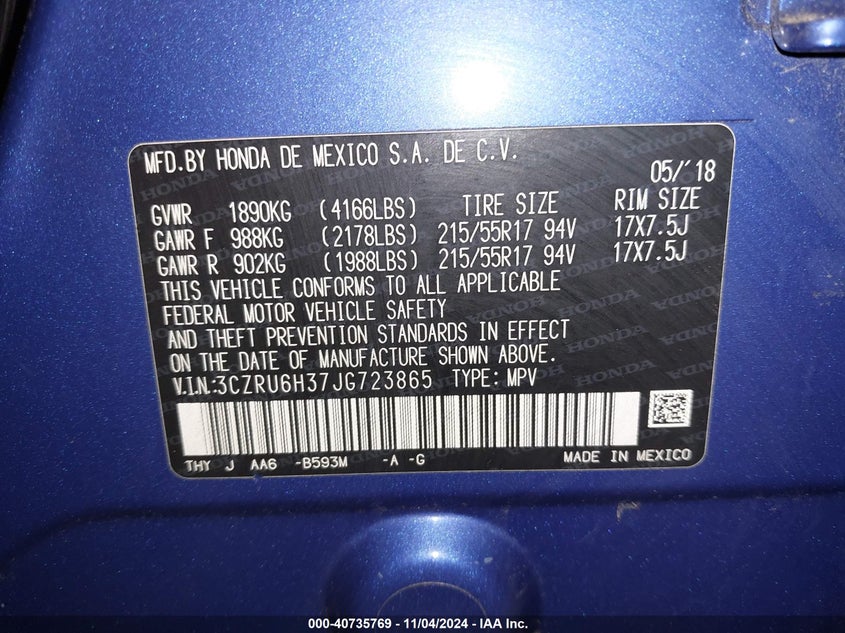 MFD.BY HONDA DE MEXICO S.A. DE C.V.
05/'18
GVWR 1890KG (4166LBS) TIRE SIZE RIM SIZE
GAWR F 988KG (2178LBS) 215/55R17 94V 17X7.5J
GAWR R 902KG (1988LBS) 215/55R17 94V 17X7.5J
THIS VEHICLE CONFORMS TO ALL APPLICABLE
FEDERAL MOTOR VEHICLE SAFETY
AND THEFT PREVENTION STANDARDS IN EFFECT
ON THE DATE OF MANUFACTURE SHOWN ABOVE.
V.I.N.:3CZRU6H37JG723865 TYPE: MPV
THY J AA6 -B593M -A -G MADE IN MEXICO
000-40735769 - 11/04/2024 - IAA Inc.